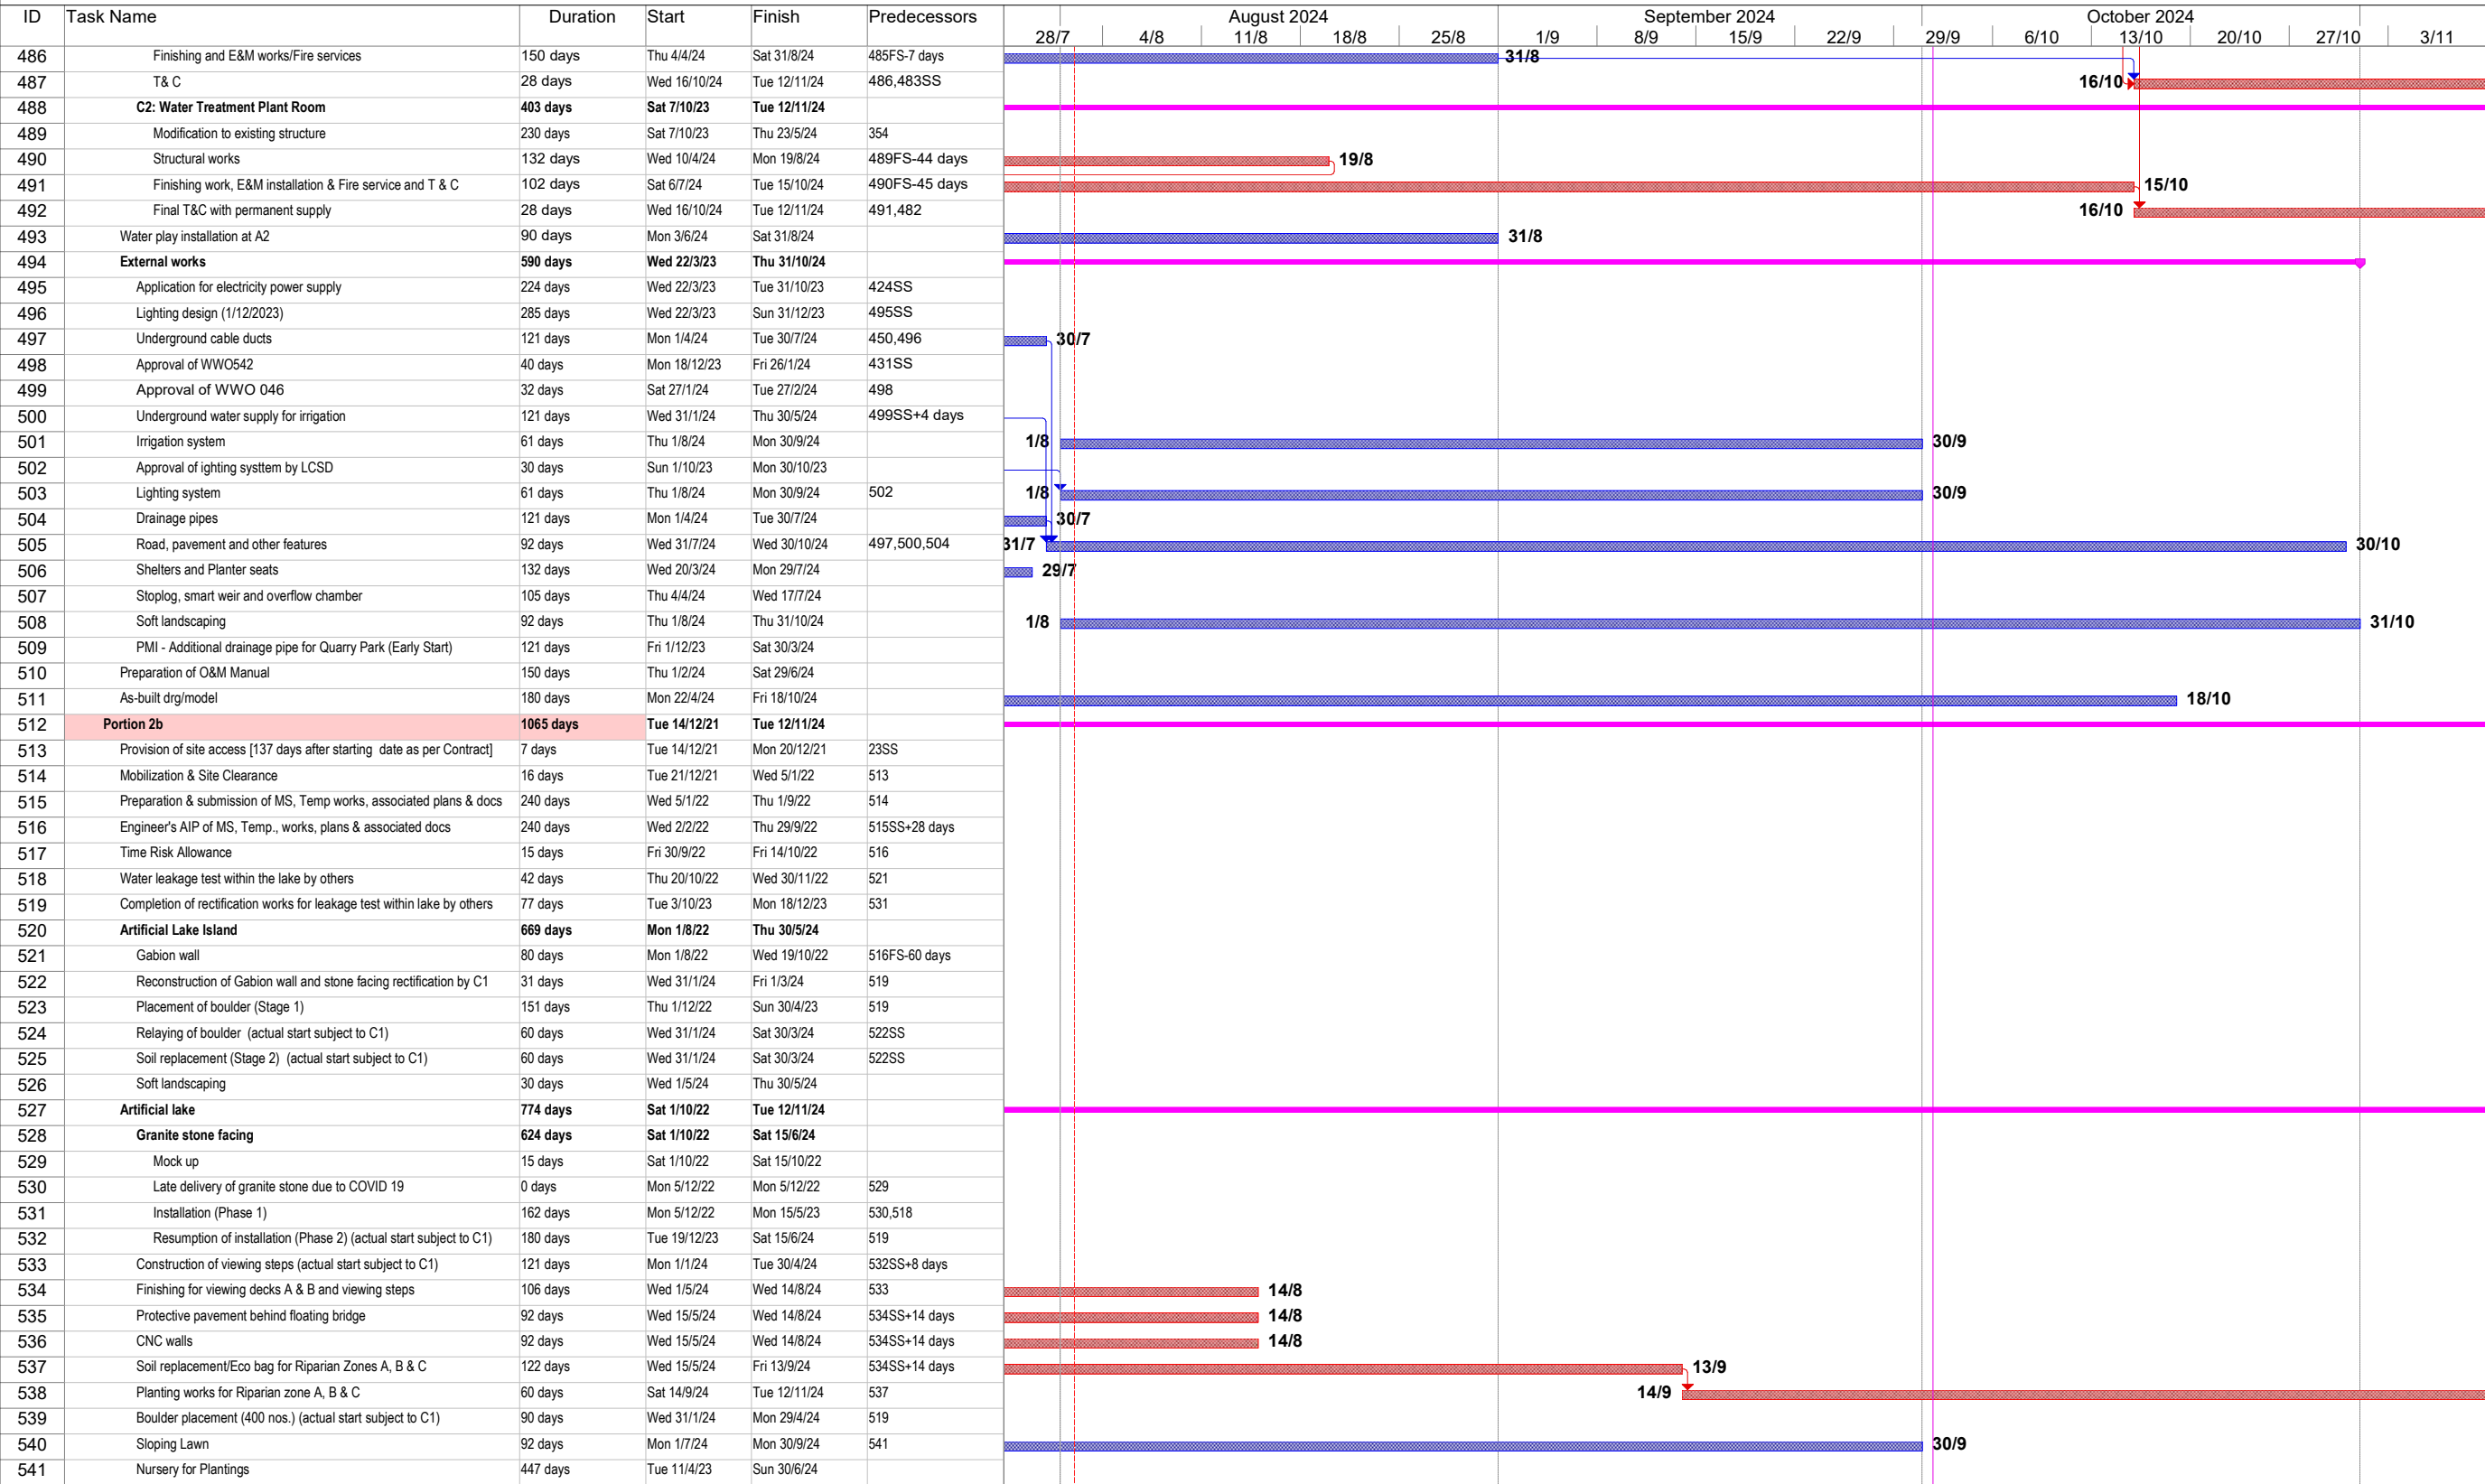 ID Task Name Duration Start Finish Predecessors August 2024 September 2024 October 2024
28/7 4/8 11/8 18/8 25/8 1/9 8/9 15/9 22/9 29/9 6/10 13/10 20/10 27/10 3/11
486 Finishing and E&M works/Fire services 150 days Thu 4/4/24 Sat 31/8/24 485FS-7 days 31/8
487 T& C 28 days Wed 16/10/24 Tue 12/11/24 486,483SS 16/10
488 C2: Water Treatment Plant Room 403 days Sat 7/10/23 Tue 12/11/24
489 Modification to existing structure 230 days Sat 7/10/23 Thu 23/5/24 354
490 Structural works 132 days Wed 10/4/24 Mon 19/8/24 489FS-44 days 19/8
491 Finishing work, E&M installation & Fire service and T & C 102 days Sat 6/7/24 Tue 15/10/24 490FS-45 days 15/10
492 Final T&C with permanent supply 28 days Wed 16/10/24 Tue 12/11/24 491,482 16/10
493 Water play installation at A2 90 days Mon 3/6/24 Sat 31/8/24 31/8
494 External works 590 days Wed 22/3/23 Thu 31/10/24
495 Application for electricity power supply 224 days Wed 22/3/23 Tue 31/10/23 424SS
496 Lighting design (1/12/2023) 285 days Wed 22/3/23 Sun 31/12/23 495SS
497 Underground cable ducts 121 days Mon 1/4/24 Tue 30/7/24 450,496 30/7
498 Approval of WWO542 40 days Mon 18/12/23 Fri 26/1/24 431SS
499 Approval of WWO 046 32 days Sat 27/1/24 Tue 27/2/24 498
500 Underground water supply for irrigation 121 days Wed 31/1/24 Thu 30/5/24 499SS+4 days
501 Irrigation system 61 days Thu 1/8/24 Mon 30/9/24 1/8 30/9
502 Approval of ighting systtem by LCSD 30 days Sun 1/10/23 Mon 30/10/23
503 Lighting system 61 days Thu 1/8/24 Mon 30/9/24 502 1/8 30/9
504 Drainage pipes 121 days Mon 1/4/24 Tue 30/7/24 30/7
505 Road, pavement and other features 92 days Wed 31/7/24 Wed 30/10/24 497,500,504 31/7 30/10
506 Shelters and Planter seats 132 days Wed 20/3/24 Mon 29/7/24 29/7
507 Stoplog, smart weir and overflow chamber 105 days Thu 4/4/24 Wed 17/7/24
508 Soft landscaping 92 days Thu 1/8/24 Thu 31/10/24 1/8 31/10
509 PMI - Additional drainage pipe for Quarry Park (Early Start) 121 days Fri 1/12/23 Sat 30/3/24
510 Preparation of O&M Manual 150 days Thu 1/2/24 Sat 29/6/24
511 As-built drg/model 180 days Mon 22/4/24 Fri 18/10/24 18/10
512 Portion 2b 1065 days Tue 14/12/21 Tue 12/11/24
513 Provision of site access [137 days after starting date as per Contract] 7 days Tue 14/12/21 Mon 20/12/21 23SS
514 Mobilization & Site Clearance 16 days Tue 21/12/21 Wed 5/1/22 513
515 Preparation & submission of MS, Temp works, associated plans & docs 240 days Wed 5/1/22 Thu 1/9/22 514
516 Engineer's AIP of MS, Temp., works, plans & associated docs 240 days Wed 2/2/22 Thu 29/9/22 515SS+28 days
517 Time Risk Allowance 15 days Fri 30/9/22 Fri 14/10/22 516
518 Water leakage test within the lake by others 42 days Thu 20/10/22 Wed 30/11/22 521
519 Completion of rectification works for leakage test within lake by others 77 days Tue 3/10/23 Mon 18/12/23 531
520 Artificial Lake Island 669 days Mon 1/8/22 Thu 30/5/24
521 Gabion wall 80 days Mon 1/8/22 Wed 19/10/22 516FS-60 days
522 Reconstruction of Gabion wall and stone facing rectification by C1 31 days Wed 31/1/24 Fri 1/3/24 519
523 Placement of boulder (Stage 1) 151 days Thu 1/12/22 Sun 30/4/23 519
524 Relaying of boulder (actual start subject to C1) 60 days Wed 31/1/24 Sat 30/3/24 522SS
525 Soil replacement (Stage 2) (actual start subject to C1) 60 days Wed 31/1/24 Sat 30/3/24 522SS
526 Soft landscaping 30 days Wed 1/5/24 Thu 30/5/24
527 Artificial lake 774 days Sat 1/10/22 Tue 12/11/24
528 Granite stone facing 624 days Sat 1/10/22 Sat 15/6/24
529 Mock up 15 days Sat 1/10/22 Sat 15/10/22
530 Late delivery of granite stone due to COVID 19 0 days Mon 5/12/22 Mon 5/12/22 529
531 Installation (Phase 1) 162 days Mon 5/12/22 Mon 15/5/23 530,518
532 Resumption of installation (Phase 2) (actual start subject to C1) 180 days Tue 19/12/23 Sat 15/6/24 519
533 Construction of viewing steps (actual start subject to C1) 121 days Mon 1/1/24 Tue 30/4/24 532SS+8 days
534 Finishing for viewing decks A & B and viewing steps 106 days Wed 1/5/24 Wed 14/8/24 533 14/8
535 Protective pavement behind floating bridge 92 days Wed 15/5/24 Wed 14/8/24 534SS+14 days 14/8
536 CNC walls 92 days Wed 15/5/24 Wed 14/8/24 534SS+14 days 14/8
537 Soil replacement/Eco bag for Riparian Zones A, B & C 122 days Wed 15/5/24 Fri 13/9/24 534SS+14 days 13/9
538 Planting works for Riparian zone A, B & C 60 days Sat 14/9/24 Tue 12/11/24 537 14/9
539 Boulder placement (400 nos.) (actual start subject to C1) 90 days Wed 31/1/24 Mon 29/4/24 519
540 Sloping Lawn 92 days Mon 1/7/24 Mon 30/9/24 541 30/9
541 Nursery for Plantings 447 days Tue 11/4/23 Sun 30/6/24